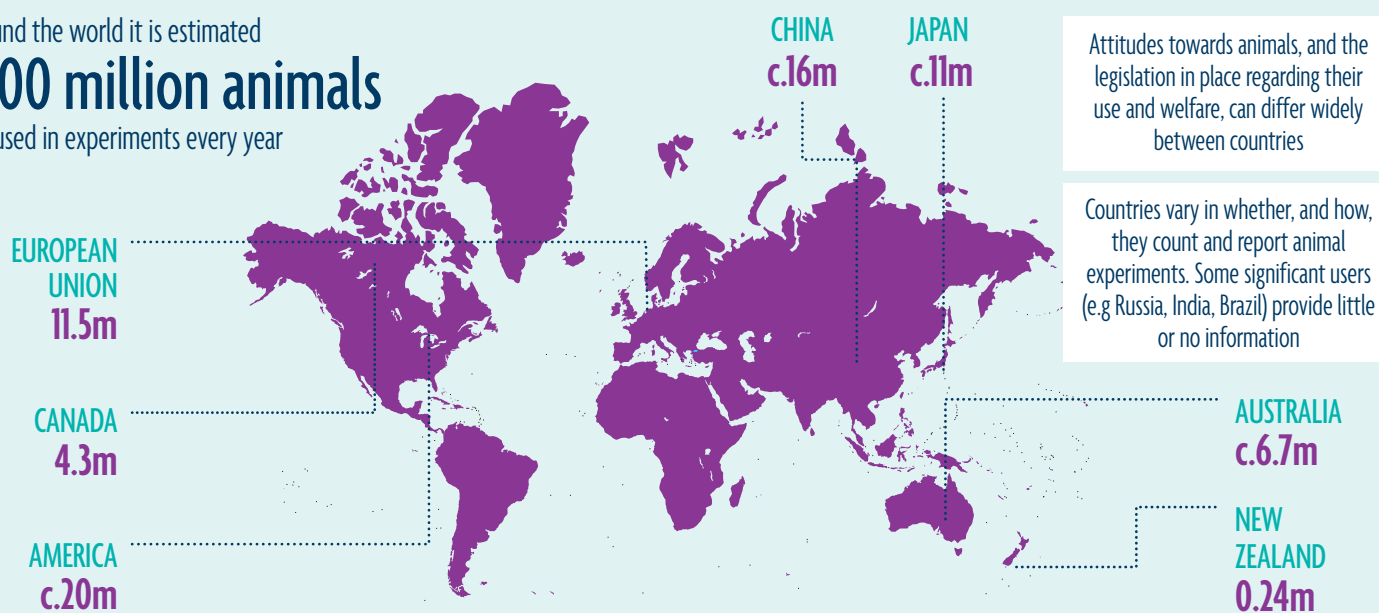 the world it is estimated
million animals
used in experiments every year
CHINA
c.16m
JAPAN
c.11m
Attitudes towards animals, and the
legislation in place regarding their
use and welfare, can differ widely
between countries
Countries vary in whether, and how,
they count and report animal
experiments. Some significant users
(e.g Russia, India, Brazil) provide little
or no information
EUROPEAN
UNION
11.5m
CANADA
4.3m
AMERICA
c.20m
AUSTRALIA
c.6.7m
NEW
ZEALAND
0.24m